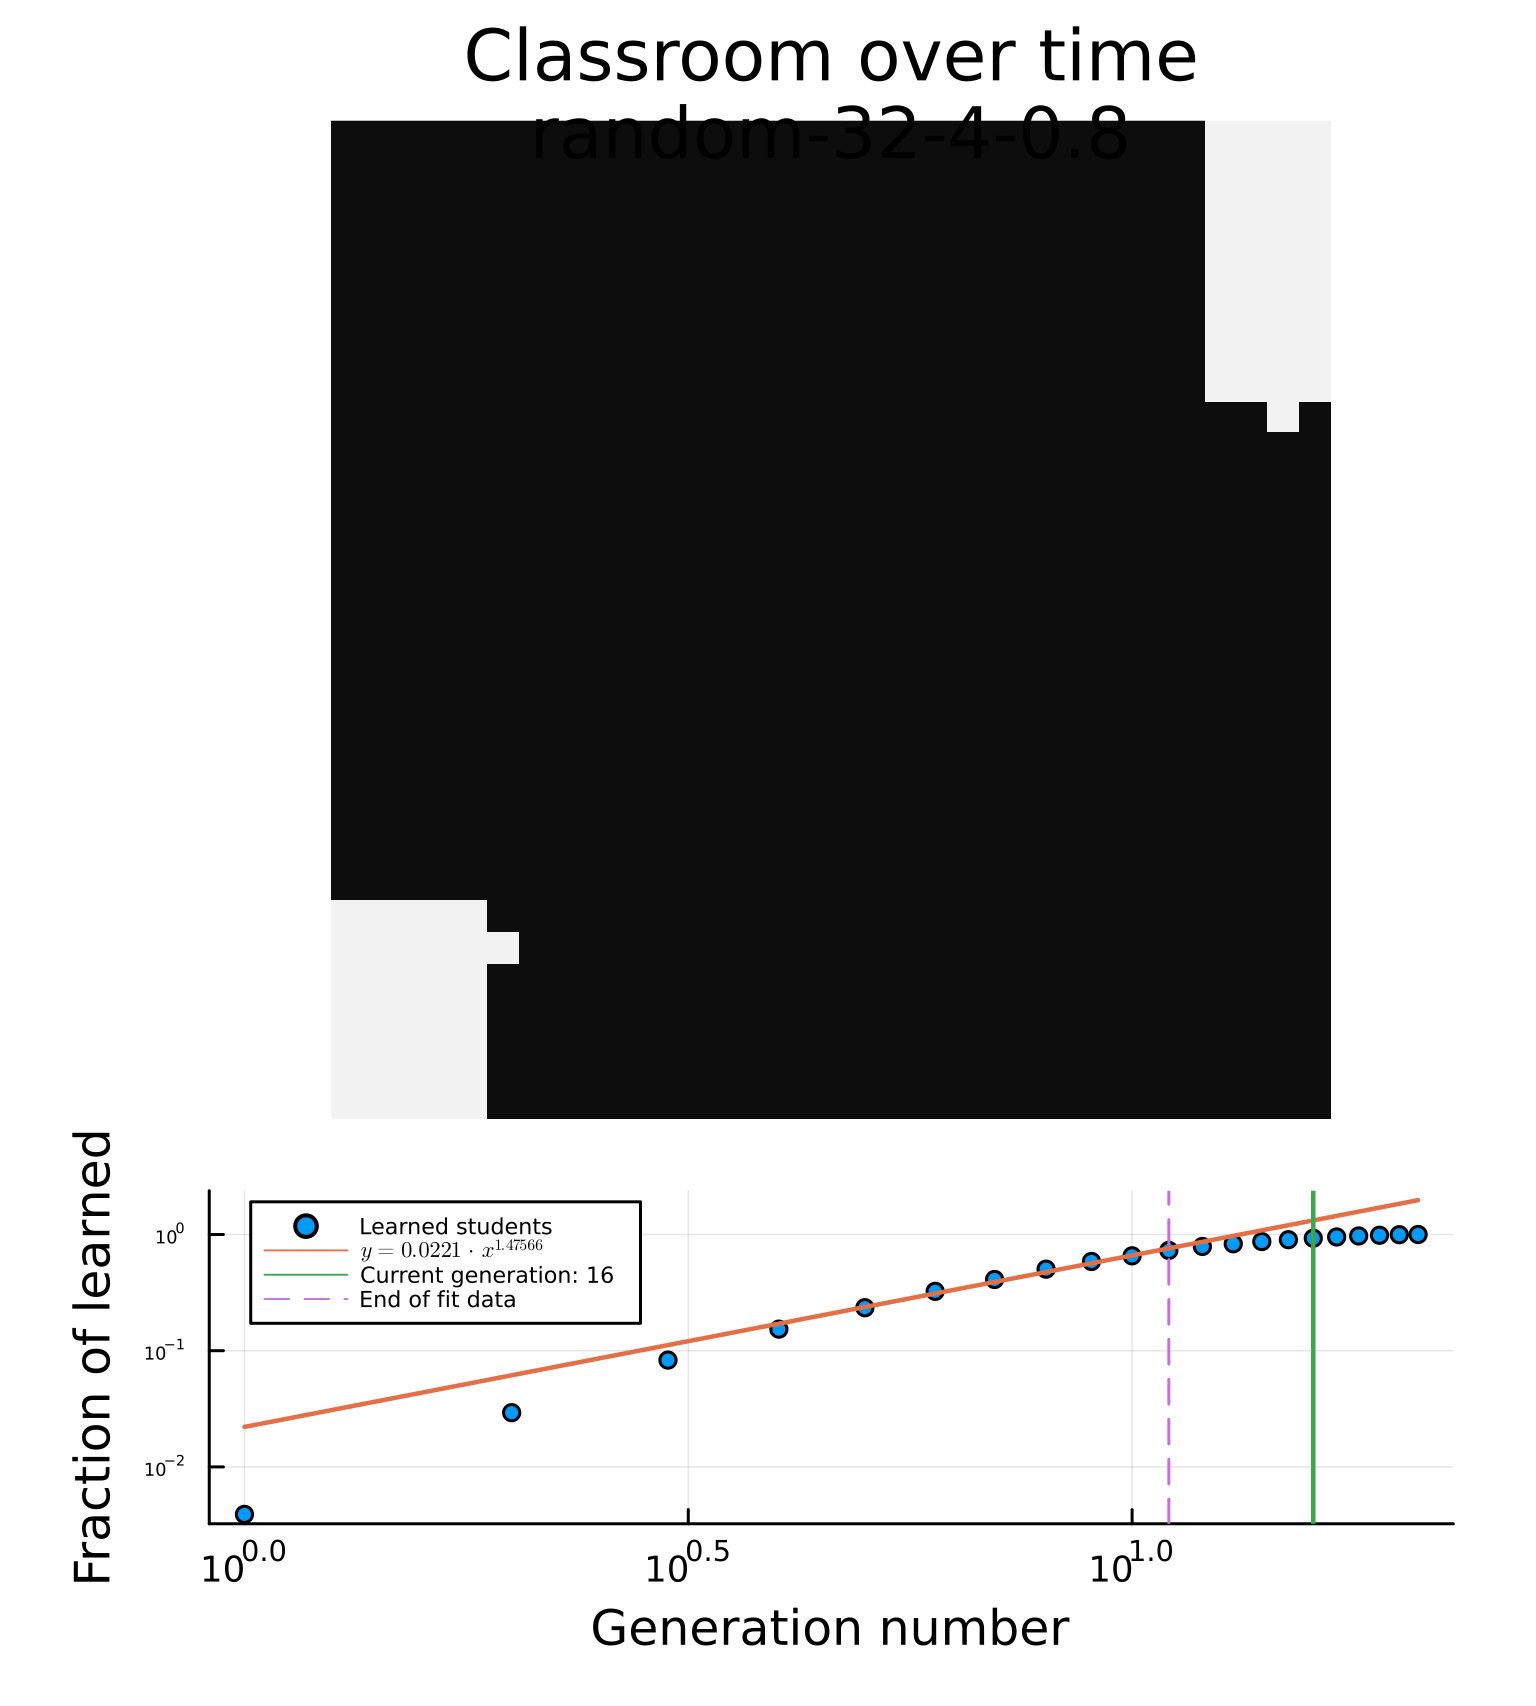 Classroom over time
random-32-4-0.8
Fraction of learned
10^0
10^−1
10^−2
Learned students
y = 0.0221 · x^1.47566
Current generation: 16
End of fit data
10^0.0
10^0.5
10^1.0
Generation number